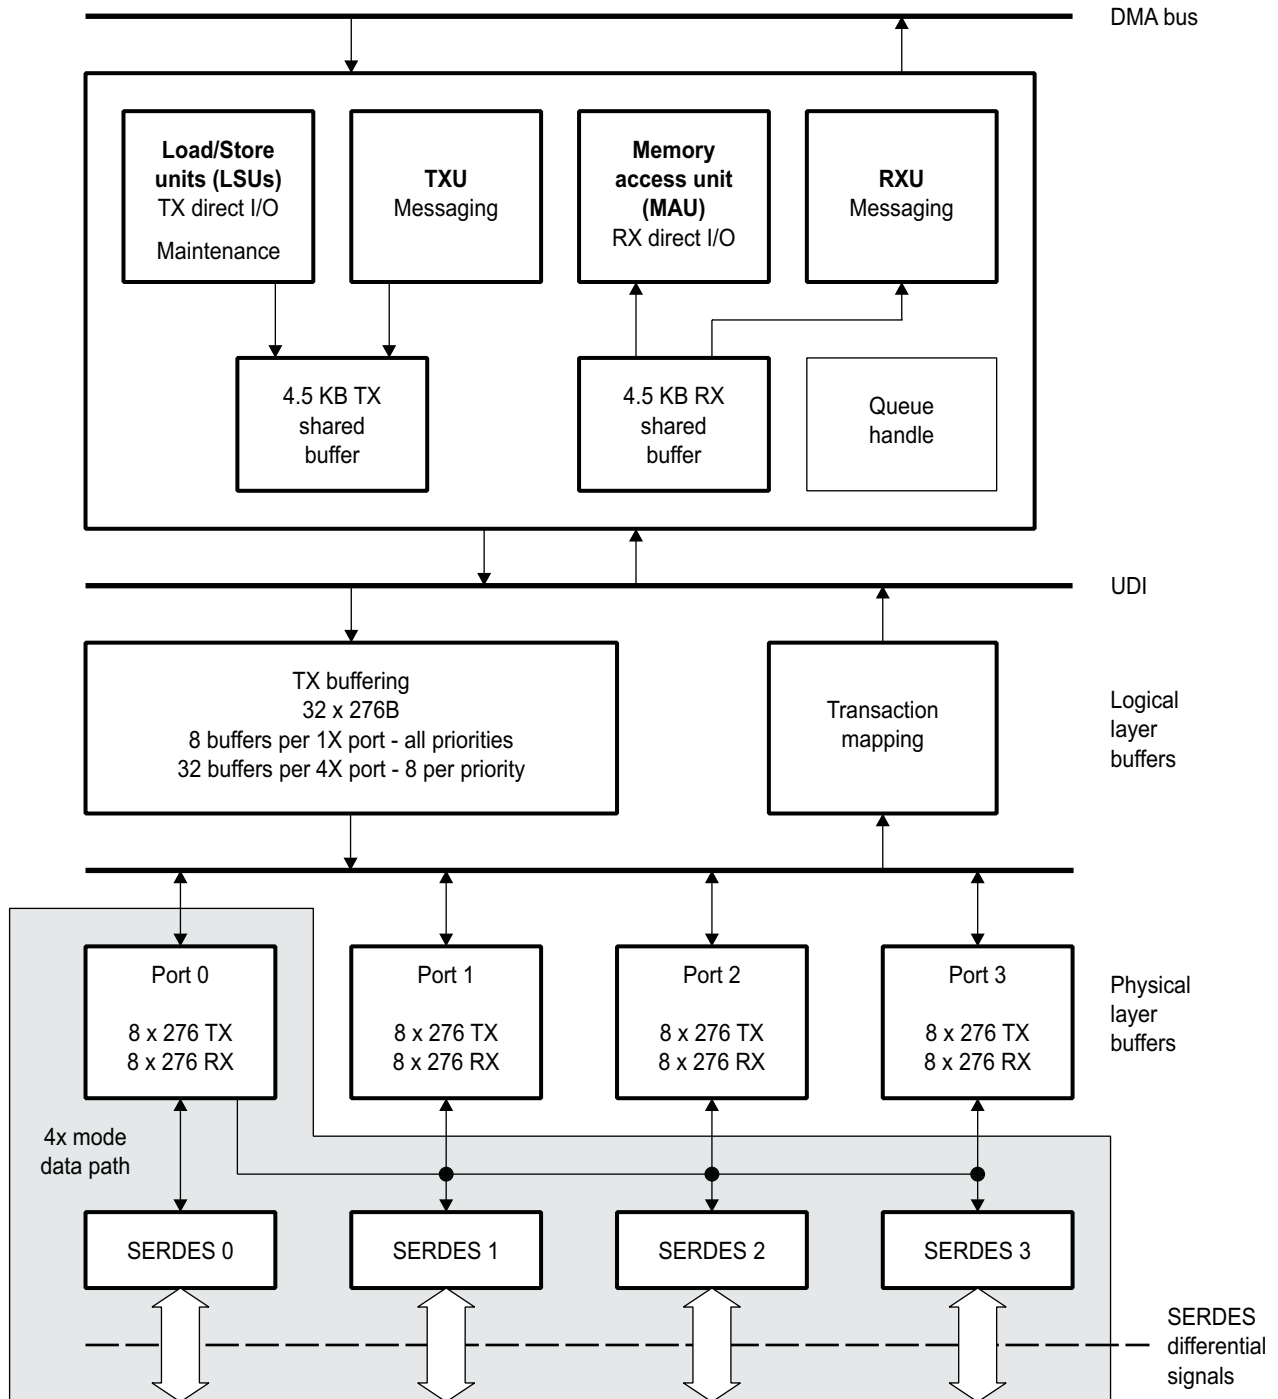 DMA bus
Load/Store
units (LSUs)
TX direct I/O
Maintenance
TXU
Messaging
Memory
access unit
(MAU)
RX direct I/O
RXU
Messaging
4.5 KB TX
shared
buffer
4.5 KB RX
shared
buffer
Queue
handle
UDI
TX buffering
32 x 276B
8 buffers per 1X port - all priorities
32 buffers per 4X port - 8 per priority
Transaction
mapping
Logical
layer
buffers
Port 0
8 x 276 TX
8 x 276 RX
Port 1
8 x 276 TX
8 x 276 RX
Port 2
8 x 276 TX
8 x 276 RX
Port 3
8 x 276 TX
8 x 276 RX
Physical
layer
buffers
4x mode
data path
SERDES 0
SERDES 1
SERDES 2
SERDES 3
SERDES
differential
signals